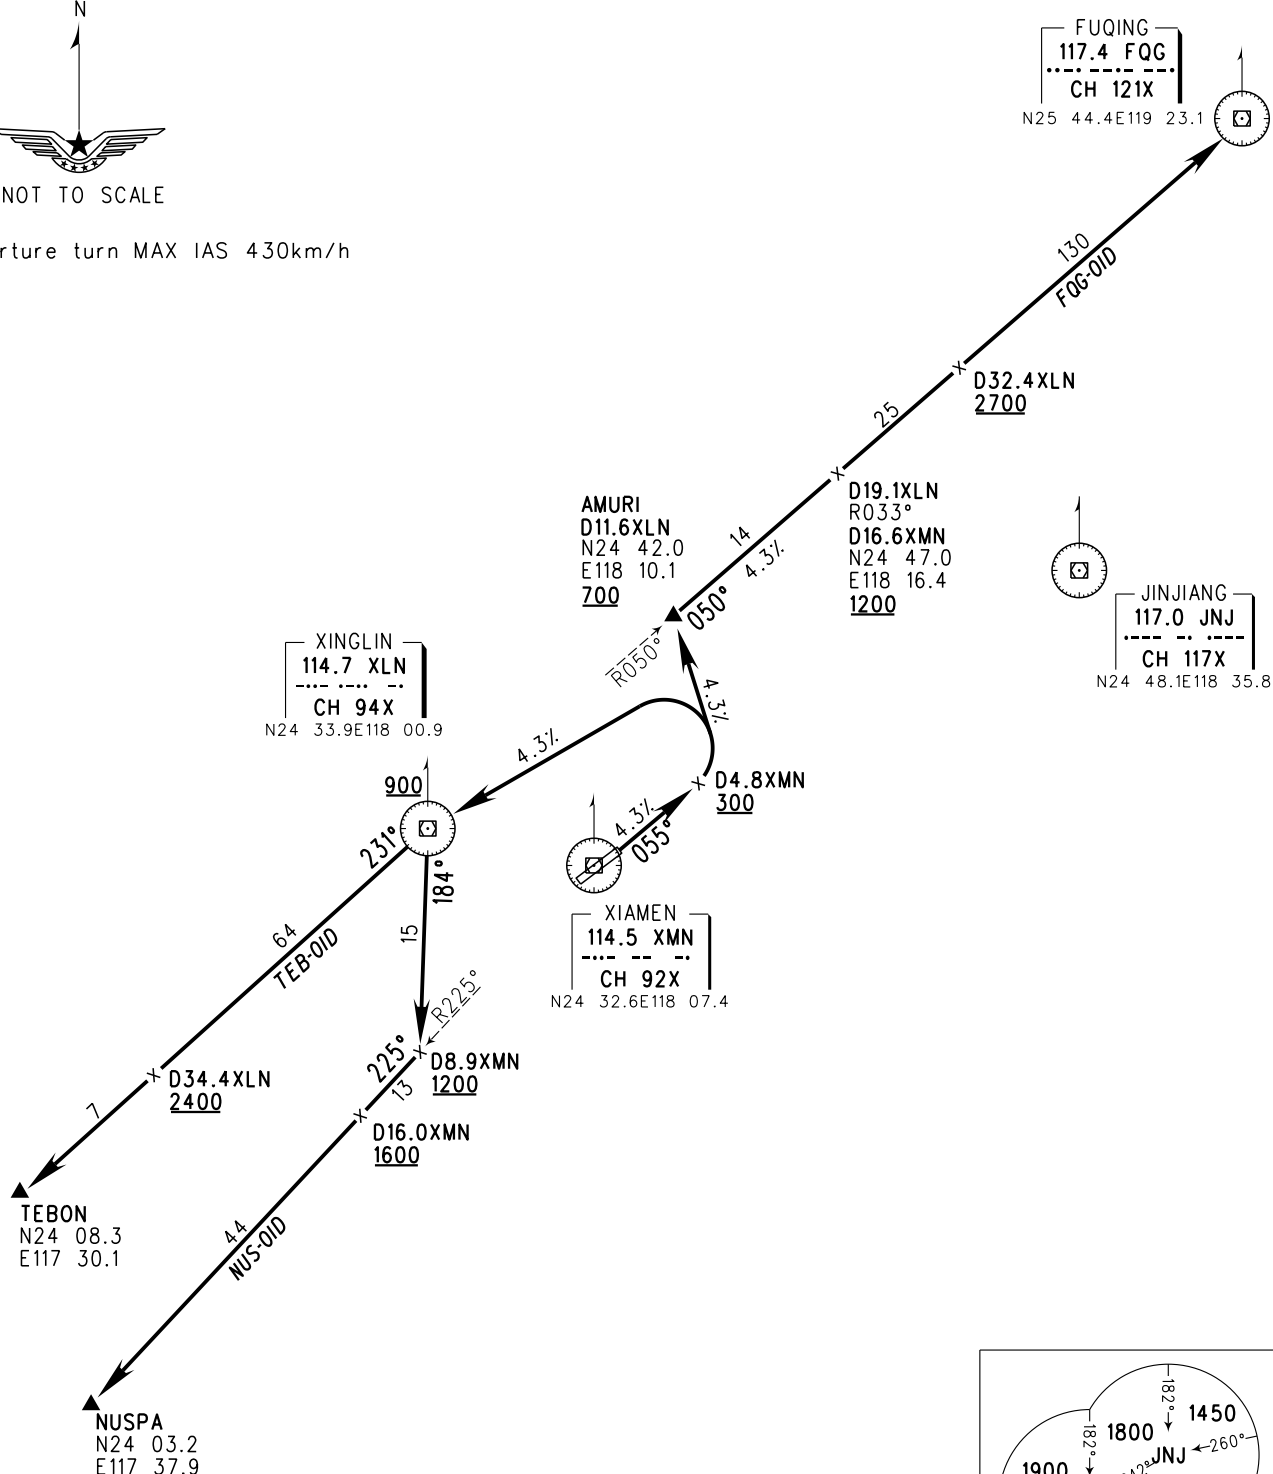 N
NOT TO SCALE
rture turn MAX IAS 430km/h
FUQING
117.4 FQG
CH 121X
N25 44.4E119 23.1
130
FQG-01D
D32.4XLN
2700
25
D19.1XLN
R033°
D16.6XMN
N24 47.0
E118 16.4
1200
AMURI
D11.6XLN
N24 42.0
E118 10.1
700
14
4.3%
050°
R050°
JINJIANG
117.0 JNJ
CH 117X
N24 48.1E118 35.8
XINGLIN
114.7 XLN
CH 94X
N24 33.9E118 00.9
4.3%
4.3%
900
D4.8XMN
300
4.3%
055°
231°
184°
XIAMEN
114.5 XMN
CH 92X
N24 32.6E118 07.4
64
TEB-01D
15
R225°
225°
D8.9XMN
1200
13
D34.4XLN
2400
7
D16.0XMN
1600
TEBON
N24 08.3
E117 30.1
44
NUS-01D
NUSPA
N24 03.2
E117 37.9
182°
1450
1800
182°
JNJ
260°
1900